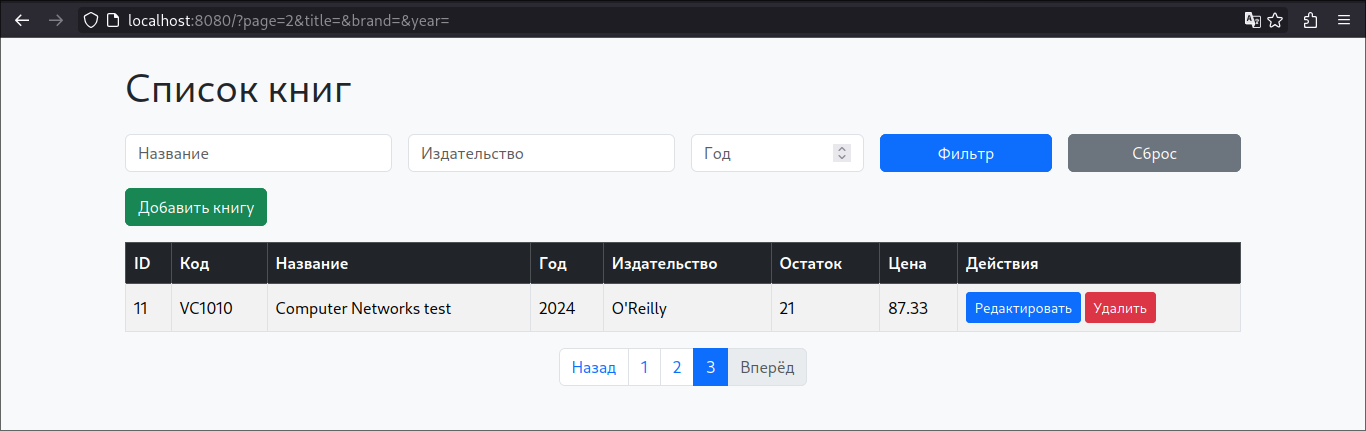 localhost:8080/?page=2&title=&brand=&year=
Список книг
Название Издательство Год Фильтр Сброс
Добавить книгу
ID Код Название Год Издательство Остаток Цена Действия
11 VC1010 Computer Networks test 2024 O'Reilly 21 87.33 Редактировать Удалить
Назад 1 2 3 Вперёд